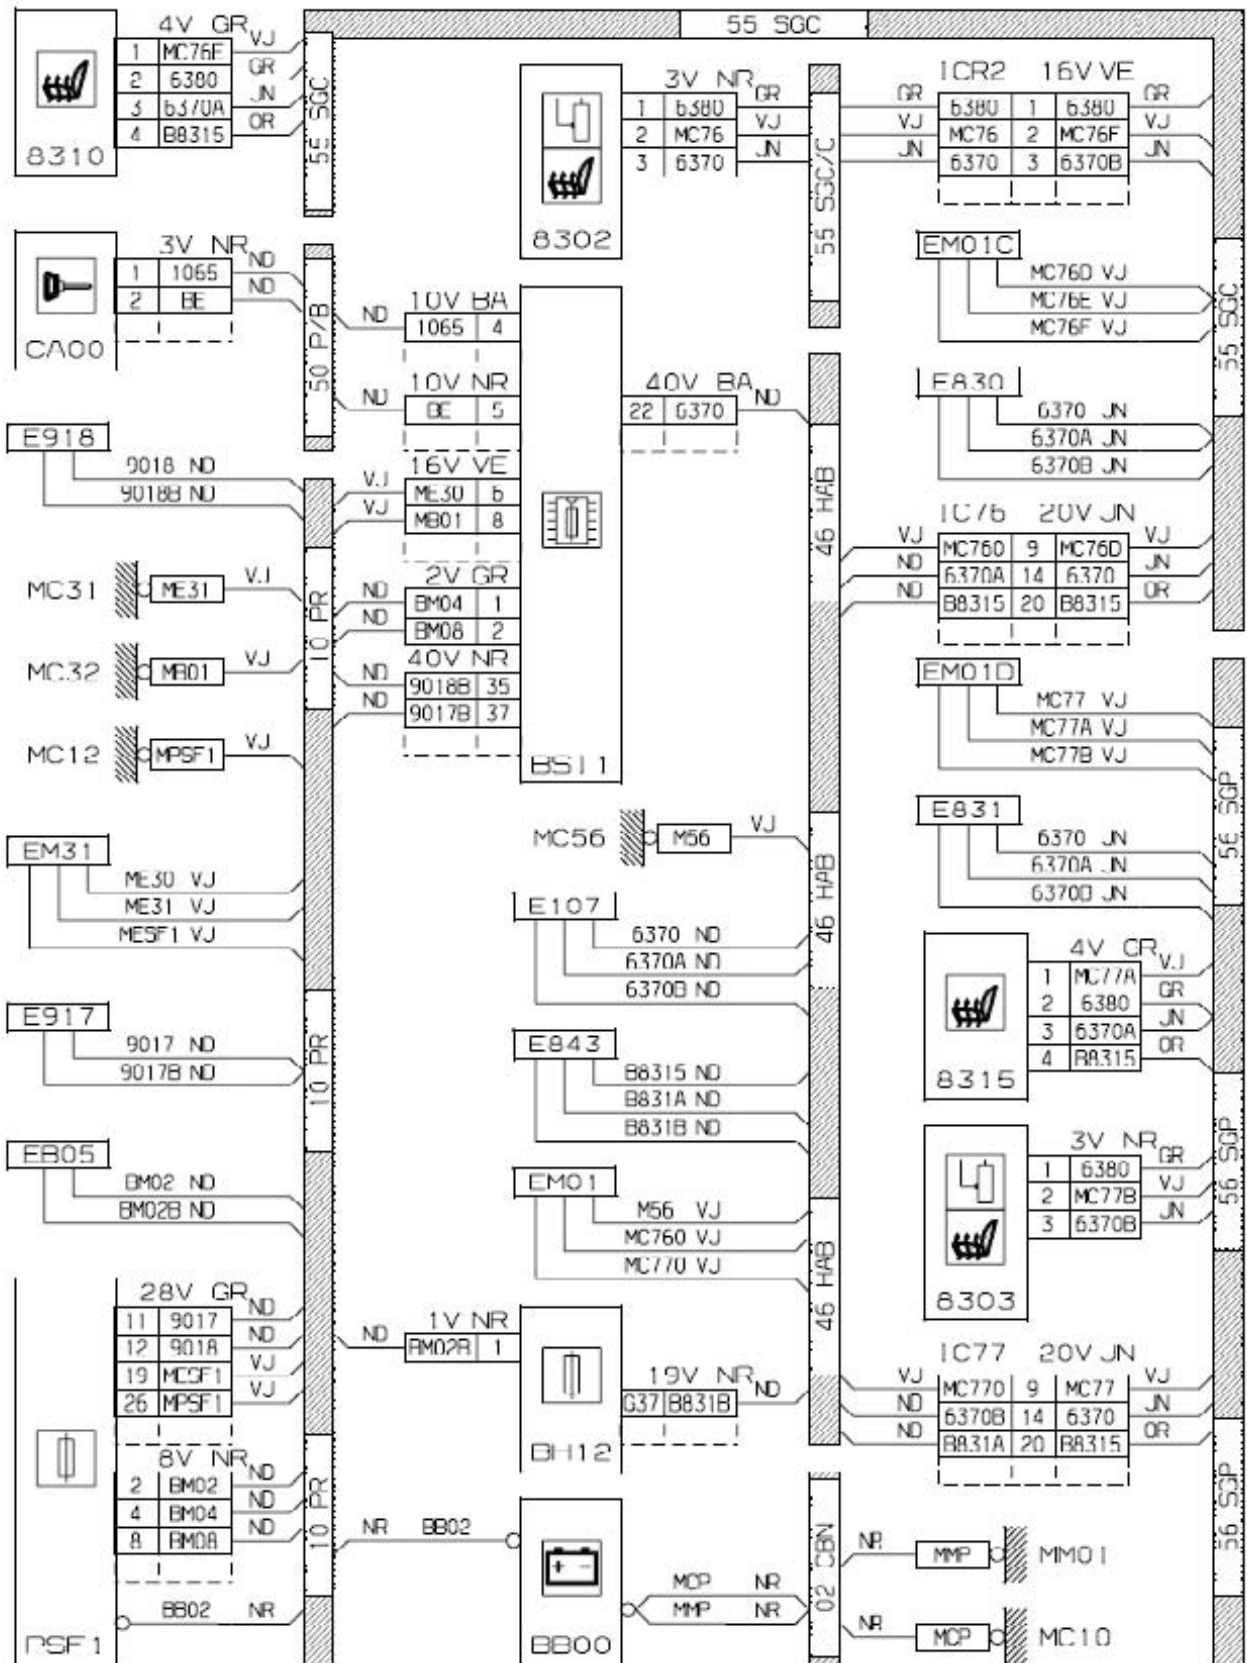 55 SGC
4V GR
VJ
1 MC76E
GR
2 6380
JN
3 6370A
OR
4 B8315
8310
55 SGC
3V NR
ND
1 1065
ND
2 BE
CA00
50 P/B
E918
9018 ND
9018B ND
MC31
ME31
VJ
10 PR
MC32
MB01
VJ
MC12
MPSF1
VJ
EM31
ME30 VJ
ME31 VJ
MESF1 VJ
E917
9017 ND
9017B ND
10 PR
EB05
BM02 ND
BM02B ND
28V GR
ND
11 9017
ND
12 9018
VJ
19 MESF1
VJ
26 MPSF1
8V NR
ND
2 BM02
ND
4 BM04
ND
8 BM08
10 PR
BB02 NR
PSF1
3V NR
GR
1 6380
VJ
2 MC76
JN
3 6370
8302
55 SGC/C
10V BA
ND
1065 4
10V NR
ND
BE 5
16V VE
VJ
ME30 6
VJ
MB01 8
2V GR
ND
BM04 1
ND
BM08 2
40V NR
ND
9018B 35
ND
9017B 37
BSI1
40V BA
ND
22 6370
46 HAB
MC56
M56
VJ
46 HAB
E107
6370 ND
6370A ND
6370B ND
E843
B8315 ND
B831A ND
B831B ND
EM01
M56 VJ
MC760 VJ
MC770 VJ
46 HAB
1V NR
ND
BM02B 1
19V NR
ND
G37 B831B
BH12
NR BB02
MCP NR
MMP NR
BB00
02 CBN
ICR2 16V VE
GR 6380 1 6380 GR
VJ MC76 2 MC76F VJ
JN 6370 3 6370B JN
EM01C
MC76D VJ
MC76E VJ
MC76F VJ
55 SGC
E830
6370 JN
6370A JN
6370B JN
IC76 20V JN
VJ MC760 9 MC76D VJ
ND 6370A 14 6370 JN
ND B8315 20 B8315 OR
EM01D
MC77 VJ
MC77A VJ
MC77B VJ
56 SGP
E831
6370 JN
6370A JN
6370B JN
4V GR
VJ
1 MC77A
GR
2 6380
JN
3 6370A
OR
4 B8315
8315
3V NR
GR
1 6380
VJ
2 MC77B
JN
3 6370B
8303
56 SGP
IC77 20V JN
VJ MC770 9 MC77 VJ
ND 6370B 14 6370 JN
ND B831A 20 B8315 OR
56 SGP
NR MMP MM01
NR MCP MC10